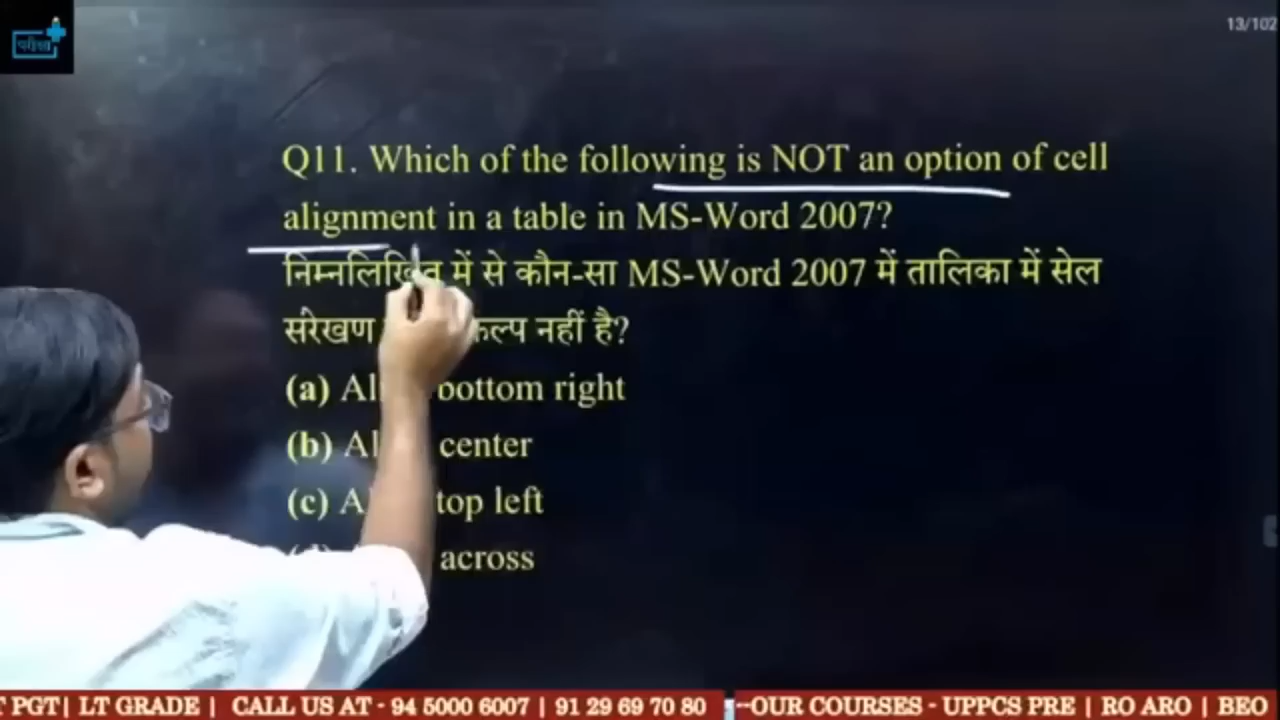 परीक्षा
13/102
Q11. Which of the following is NOT an option of cell
alignment in a table in MS-Word 2007?
निम्नलिखित में से कौन-सा MS-Word 2007 में तालिका में सेल
संरेखण नहीं है?
(a) bottom right
(b) center
(c) top left
across
PGT| LT GRADE | CALL US AT - 94 5000 6007 | 91 29 69 70 80 --OUR COURSES - UPPCS PRE | RO ARO | BEO